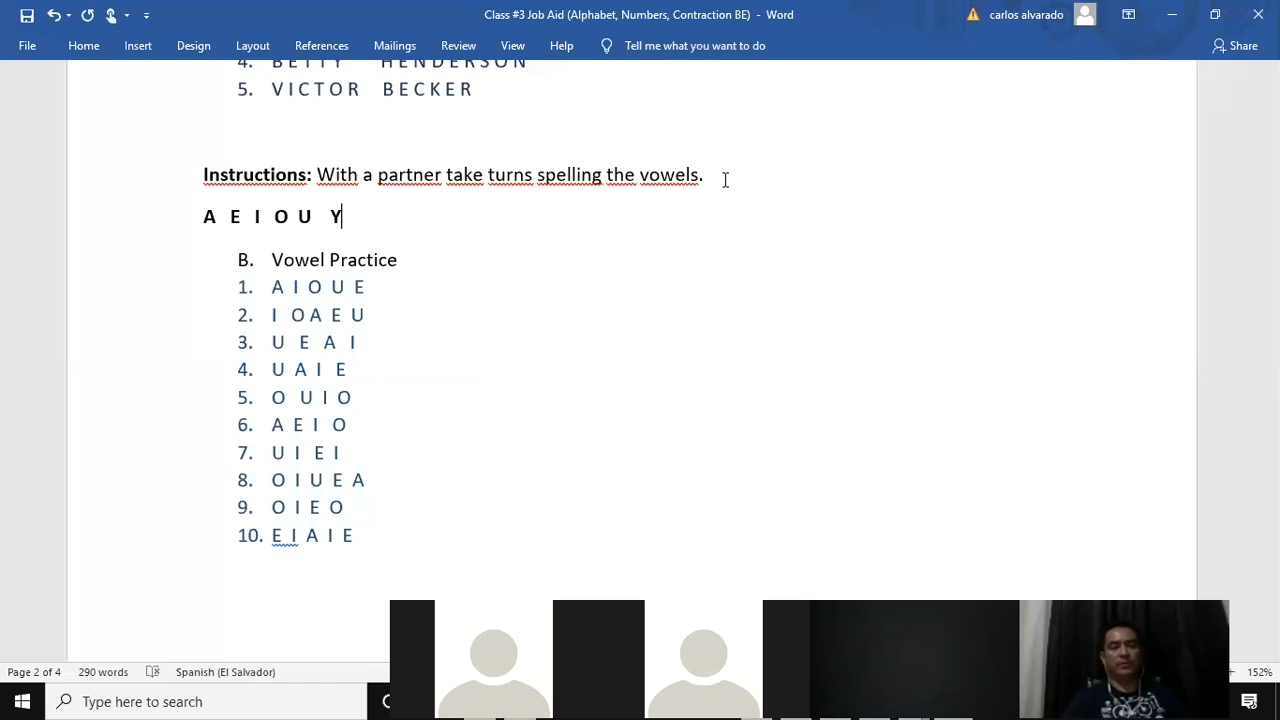 Class #3 Job Aid (Alphabet, Numbers, Contraction BE) - Word
carlos alvarado
File Home Insert Design Layout References Mailings Review View Help Tell me what you want to do Share
4. BETTY HENDERSON
5. VICTOR BECKER
Instructions: With a partner take turns spelling the vowels.
A E I O U Y
B. Vowel Practice
1. A I O U E
2. I O A E U
3. U E A I
4. U A I E
5. O U I O
6. A E I O
7. U I E I
8. O I U E A
9. O I E O
10. E I A I E
Page 2 of 4 290 words Spanish (El Salvador) 152%
Type here to search